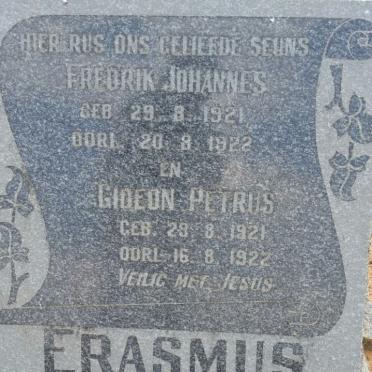 HIER RUS ONS GELIEFDE SEUNS
FREDRIK JOHANNES
GEB. 29. 8. 1921
OORL. 20. 8. 1922
EN
GIDEON PETRUS
GEB. 29. 8. 1921
OORL. 16. 8. 1922
VEILIG MET JESUS
ERASMUS